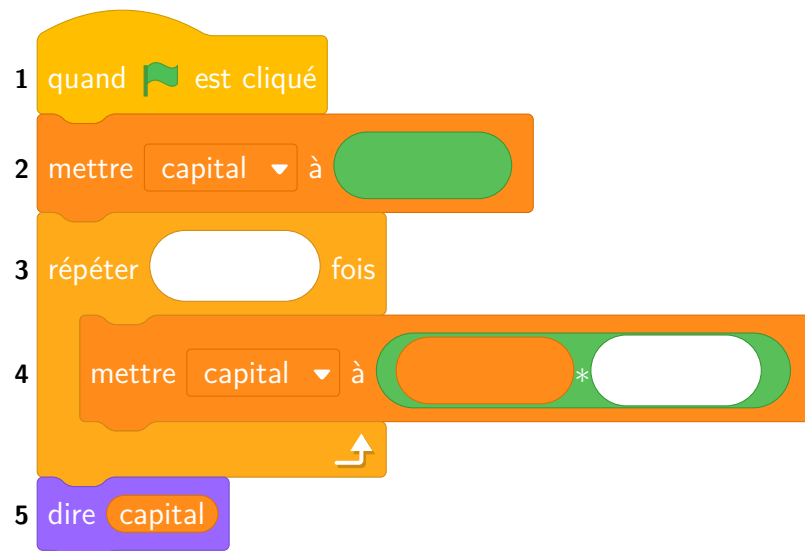 1 quand est cliqué
2 mettre capital à
3 répéter fois
4 mettre capital à *
5 dire capital